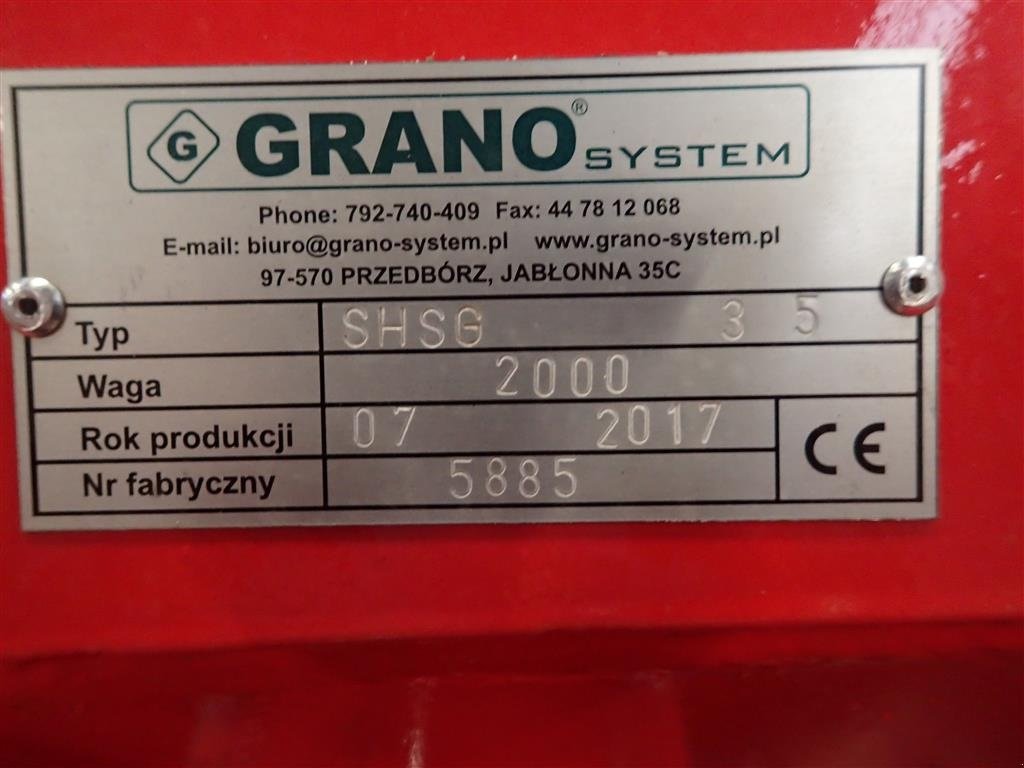 G GRANO® SYSTEM
Phone: 792-740-409 Fax: 44 78 12 068
E-mail: biuro@grano-system.pl www.grano-system.pl
97-570 PRZEDBÓRZ, JABŁONNA 35C
Typ SHSG 3 5
Waga 2000
Rok produkcji 07 2017
Nr fabryczny 5885
CE